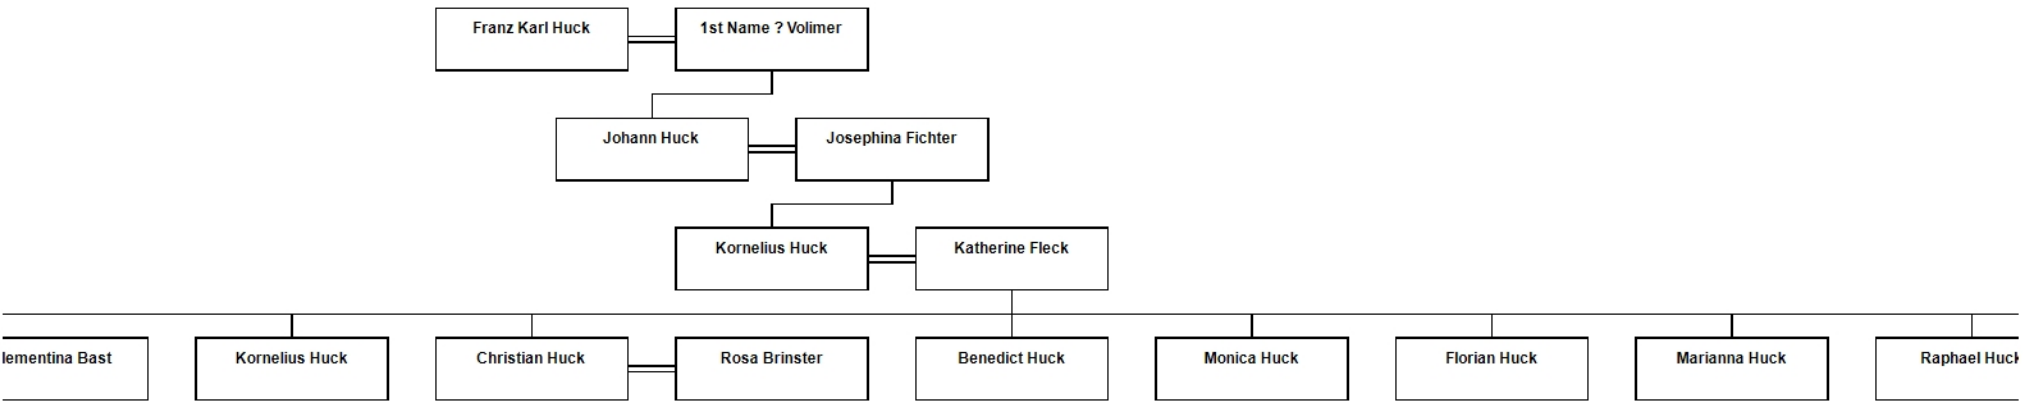 Franz Karl Huck
1st Name ? Volimer
Johann Huck
Josephina Fichter
Kornelius Huck
Katherine Fleck
lementina Bast
Kornelius Huck
Christian Huck
Rosa Brinster
Benedict Huck
Monica Huck
Florian Huck
Marianna Huck
Raphael Huck